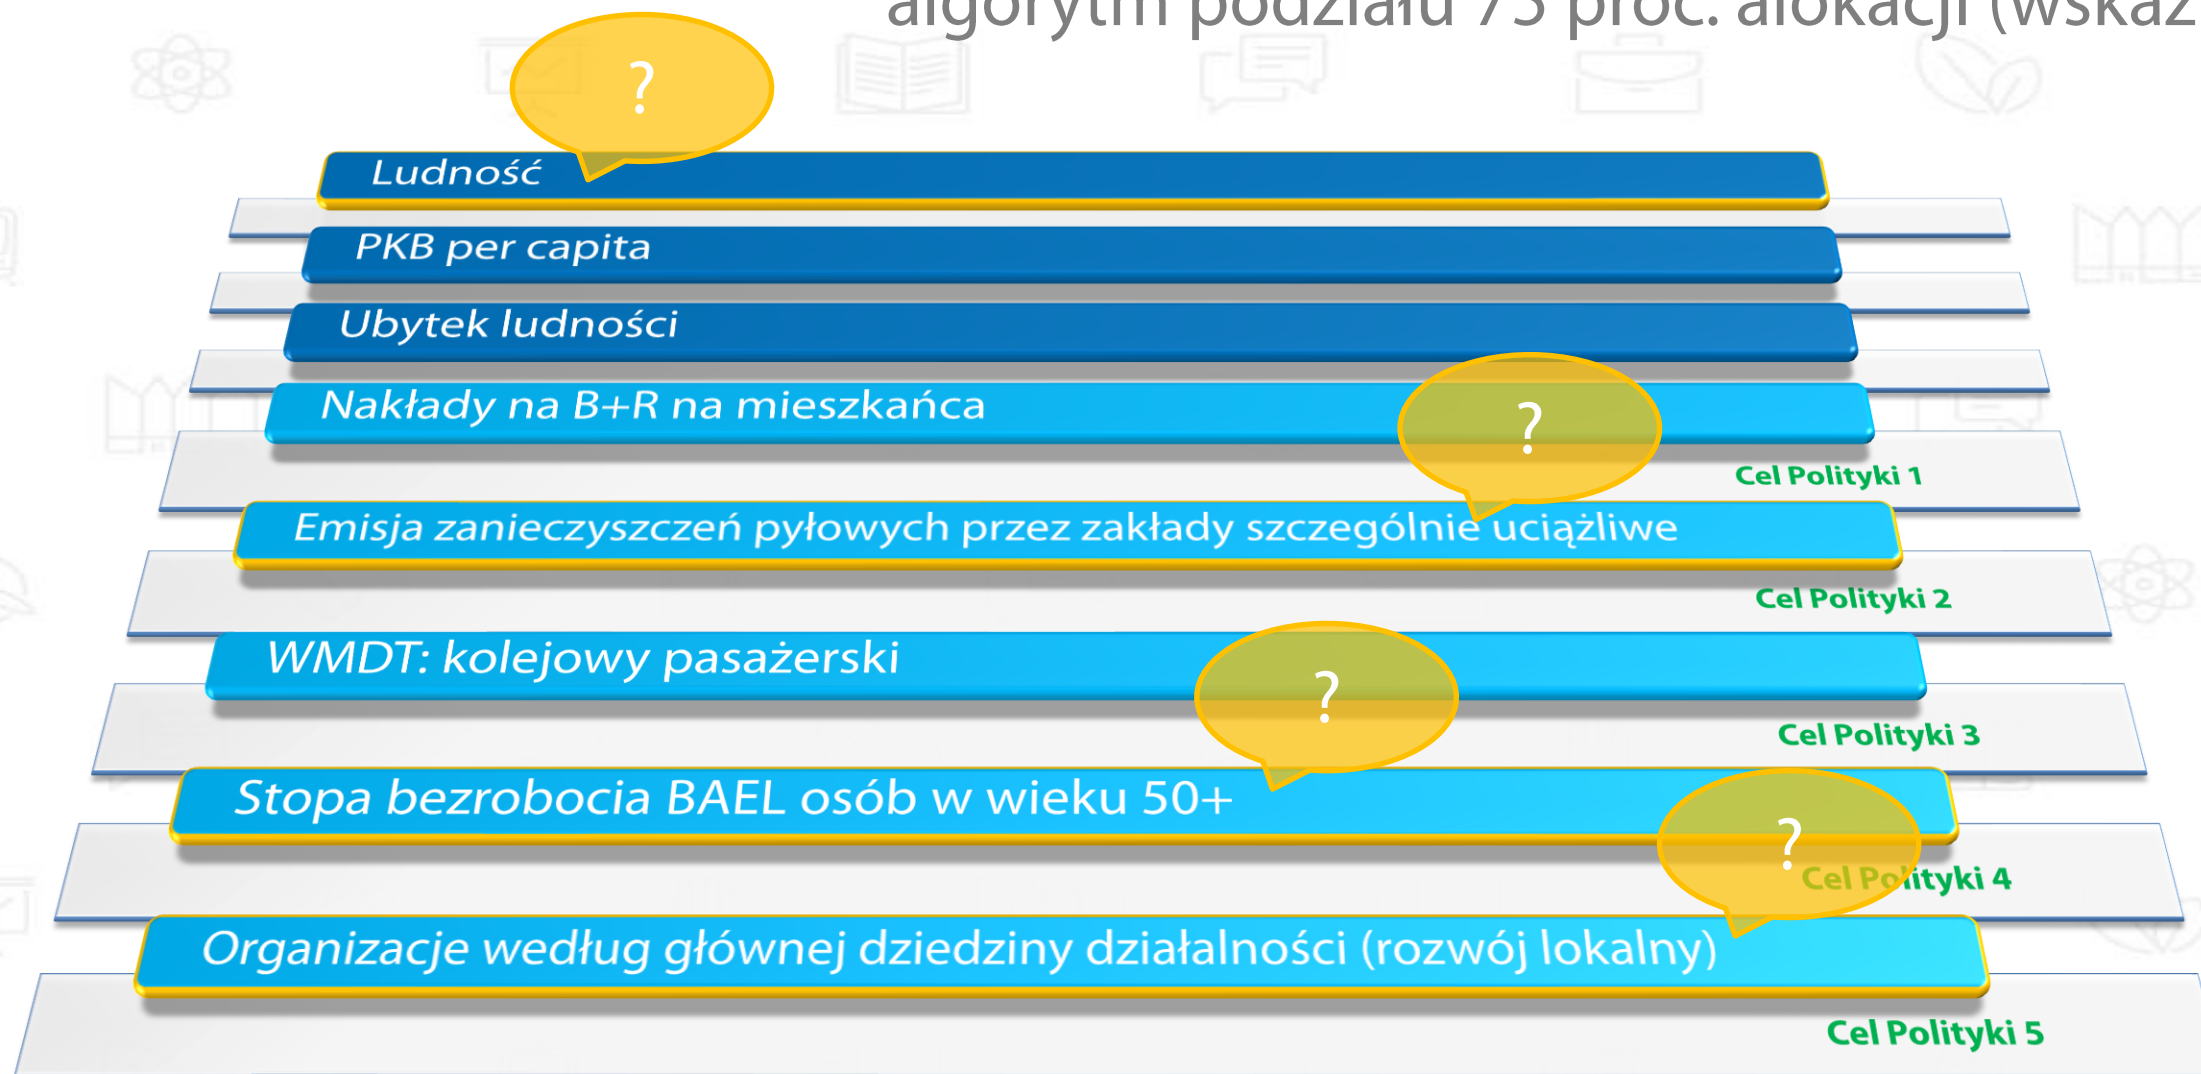 algorytm podziału 75 proc. alokacji (wskaź
?
Ludność
PKB per capita
Ubytek ludności
Nakłady na B+R na mieszkańca
?
Cel Polityki 1
Emisja zanieczyszczeń pyłowych przez zakłady szczególnie uciążliwe
Cel Polityki 2
WMDT: kolejowy pasażerski
?
Cel Polityki 3
Stopa bezrobocia BAEL osób w wieku 50+
?
Cel Polityki 4
Organizacje według głównej dziedziny działalności (rozwój lokalny)
Cel Polityki 5